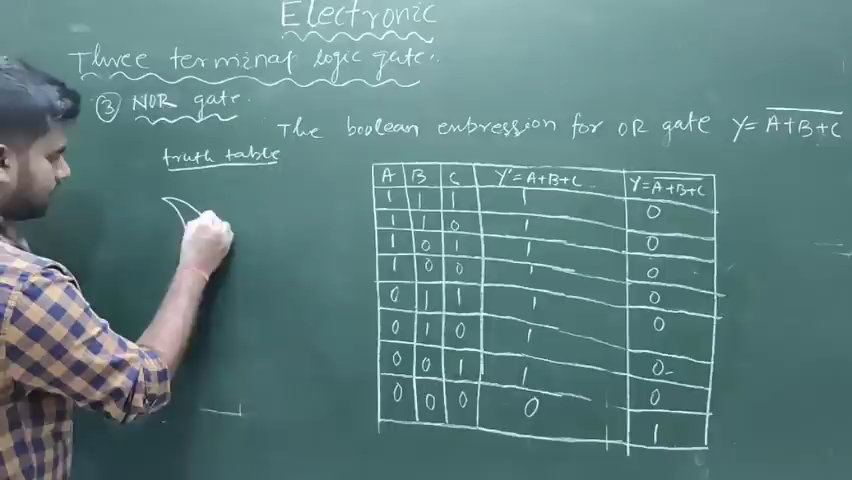 Electronic
Three terminal logic gate.
③ NOR gate.
The boolean enbression for OR gate Y= \overline{A+B+C}
truth table
A B C Y'= A+B+C Y= \overline{A+B+C}
1 1 1 1 0
1 1 0 1 0
1 0 1 1 0
1 0 0 1 0
0 1 1 1 0
0 1 0 1 0
0 0 1 1 0
0 0 0 0 1